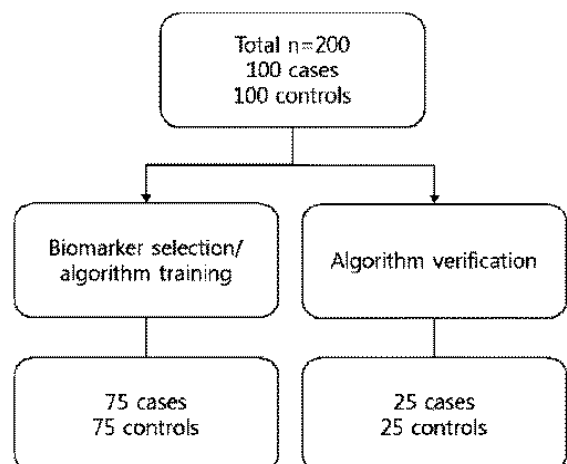 Total n=200
100 cases
100 controls
Biomarker selection/
algorithm training
Algorithm verification
75 cases
75 controls
25 cases
25 controls